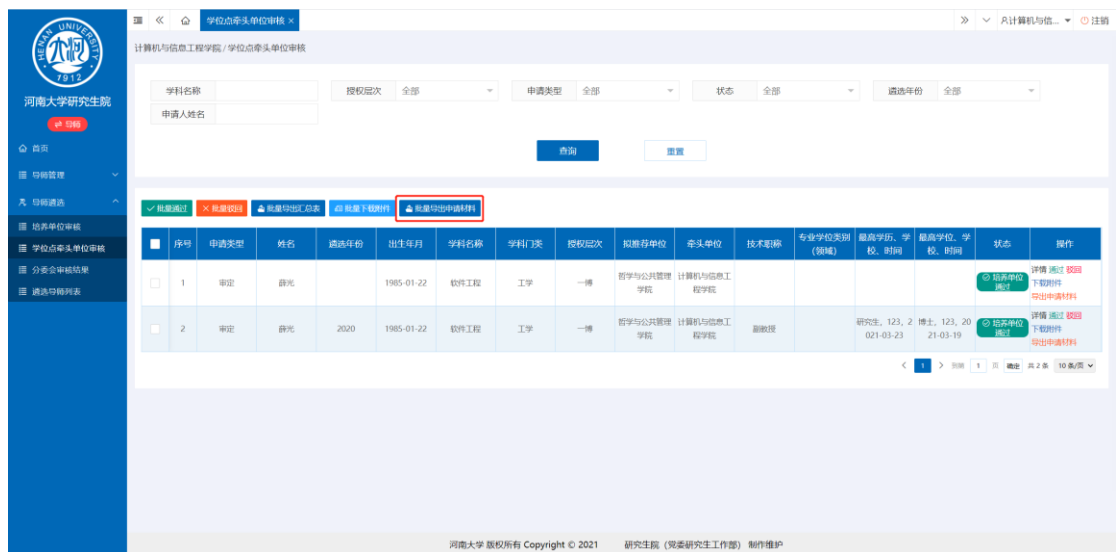 HENAN UNIVERSITY
1912
河南大学研究生院
导师
首页
导师管理
导师遴选
培养单位审核
学位点牵头单位审核
分委会审核结果
遴选导师列表
学位点牵头单位审核 ×
计算机与信... 注销
计算机与信息工程学院 / 学位点牵头单位审核
学科名称 授权层次 全部 申请类型 全部 状态 全部 遴选年份 全部
申请人姓名
查询 重置
批量通过 批量驳回 批量导出汇总表 批量下载附件 批量导出申请材料
序号 申请类型 姓名 遴选年份 出生年月 学科名称 学科门类 授权层次 拟推荐单位 牵头单位 技术职称 专业学位类别(领域) 最高学历、学校、时间 最高学位、学校、时间 状态 操作
1 审定 薛光 1985-01-22 软件工程 工学 一博 哲学与公共管理学院 计算机与信息工程学院 培养单位通过 详情 通过 驳回 下载附件 导出申请材料
2 审定 薛光 2020 1985-01-22 软件工程 工学 一博 哲学与公共管理学院 计算机与信息工程学院 副教授 研究生, 123, 2021-03-23 博士, 123, 2021-03-19 培养单位通过 详情 通过 驳回 下载附件 导出申请材料
1 到第 1 页 确定 共 2 条 10 条/页
河南大学 版权所有 Copyright © 2021 研究生院 (党委研究生工作部) 制作维护